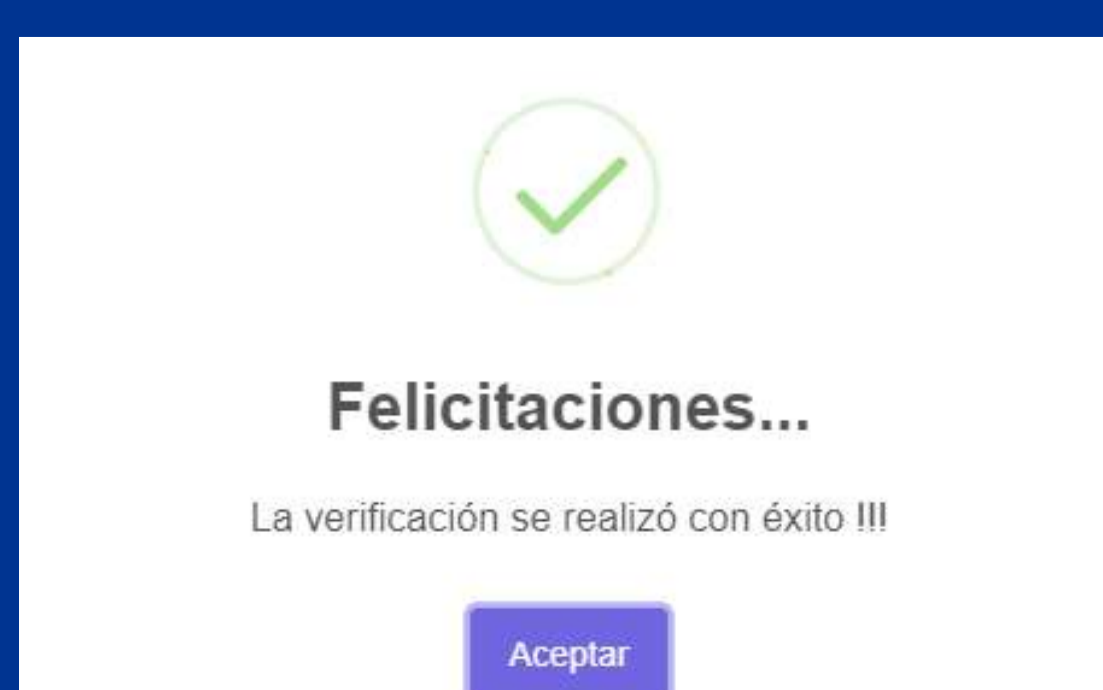 Felicitaciones...
La verificación se realizó con éxito !!!
Aceptar